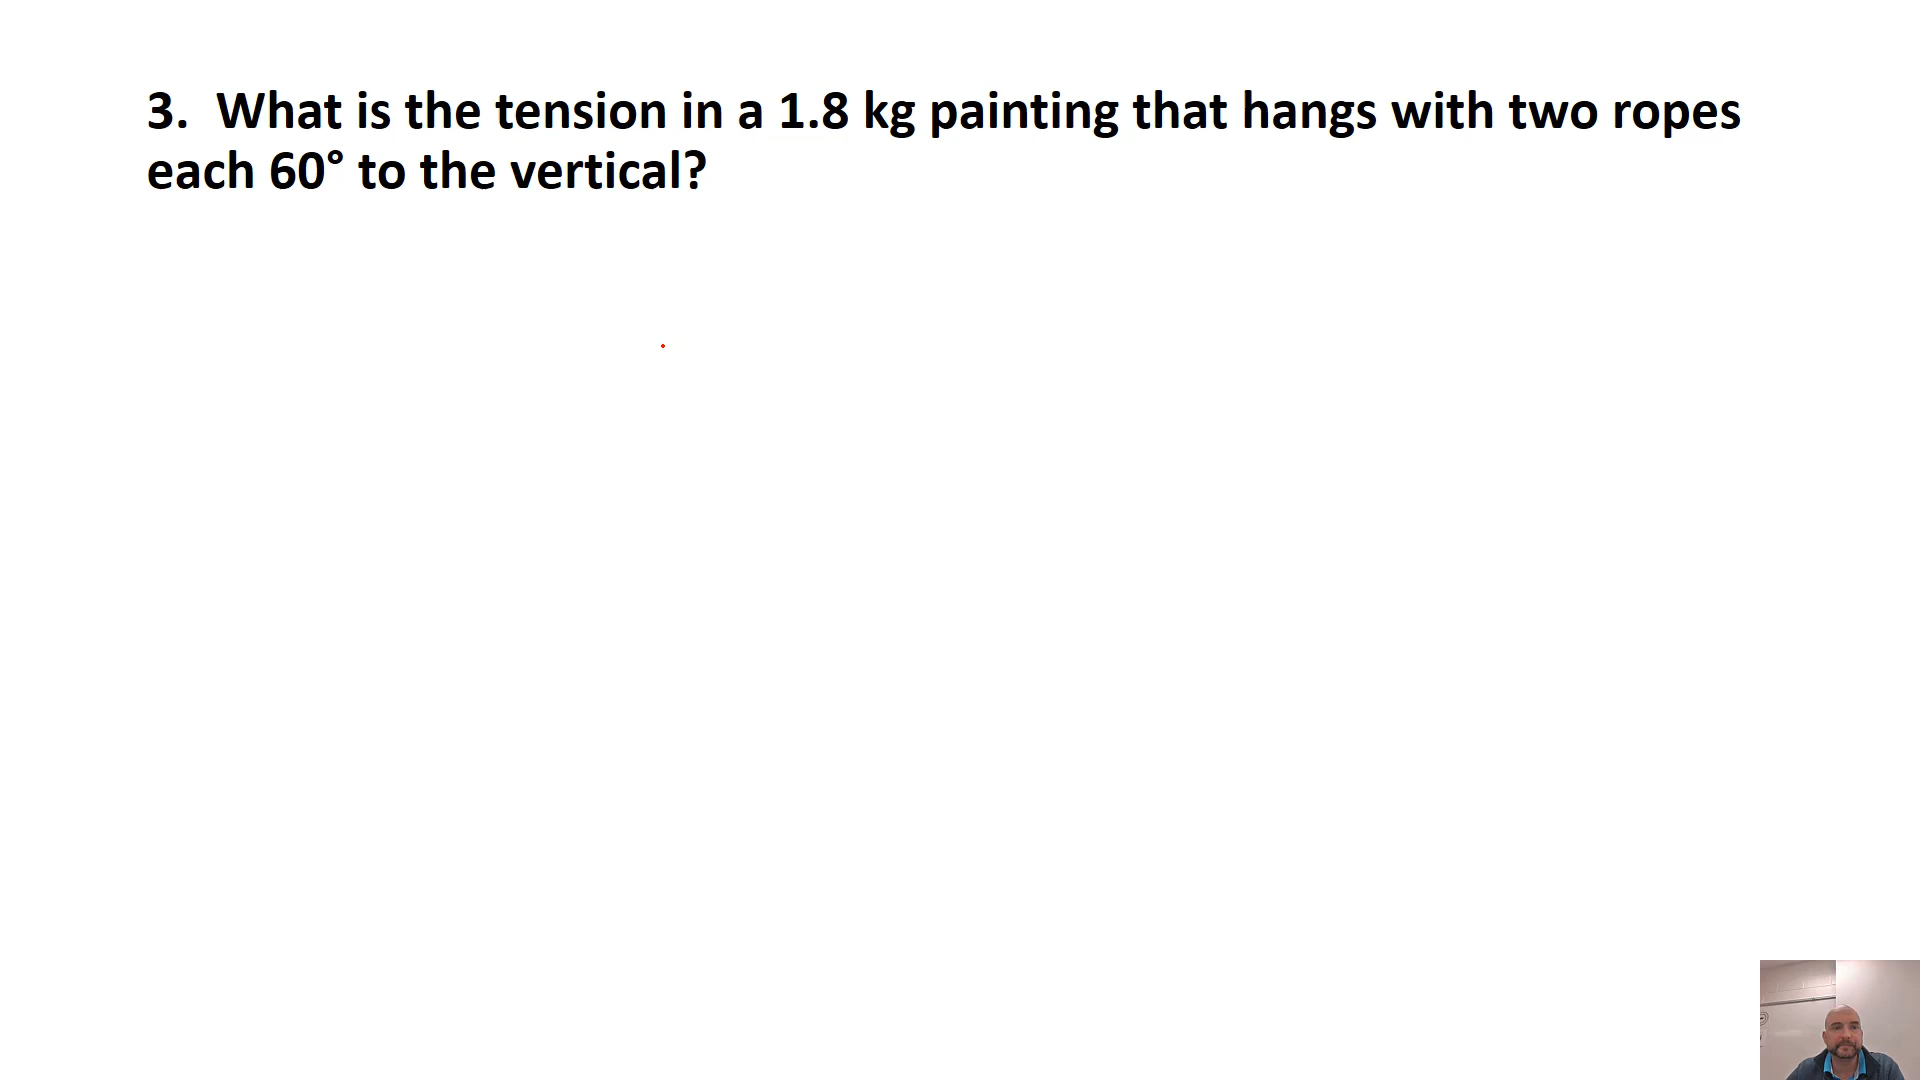 3.  What is the tension in a 1.8 kg painting that hangs with two ropes
each 60° to the vertical?